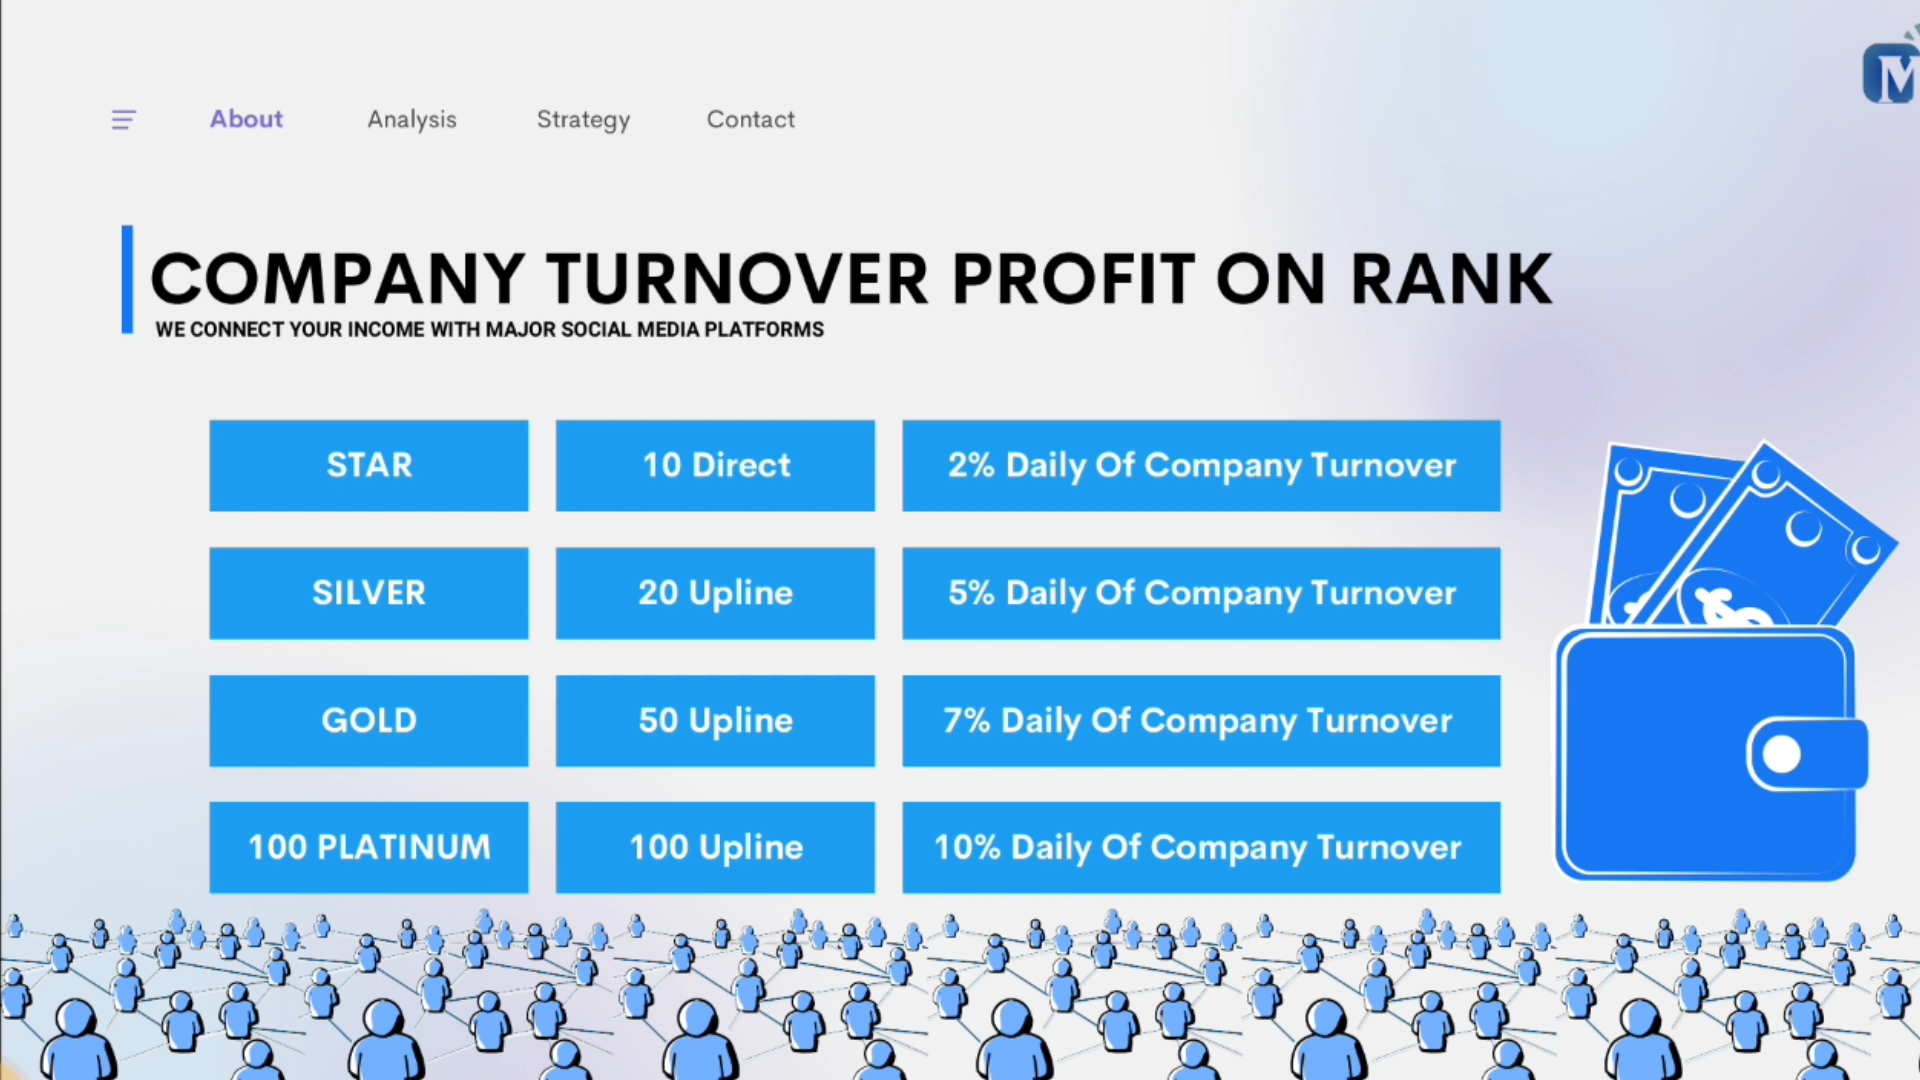 M
About Analysis Strategy Contact
COMPANY TURNOVER PROFIT ON RANK
WE CONNECT YOUR INCOME WITH MAJOR SOCIAL MEDIA PLATFORMS
STAR 10 Direct 2% Daily Of Company Turnover
SILVER 20 Upline 5% Daily Of Company Turnover
GOLD 50 Upline 7% Daily Of Company Turnover
100 PLATINUM 100 Upline 10% Daily Of Company Turnover